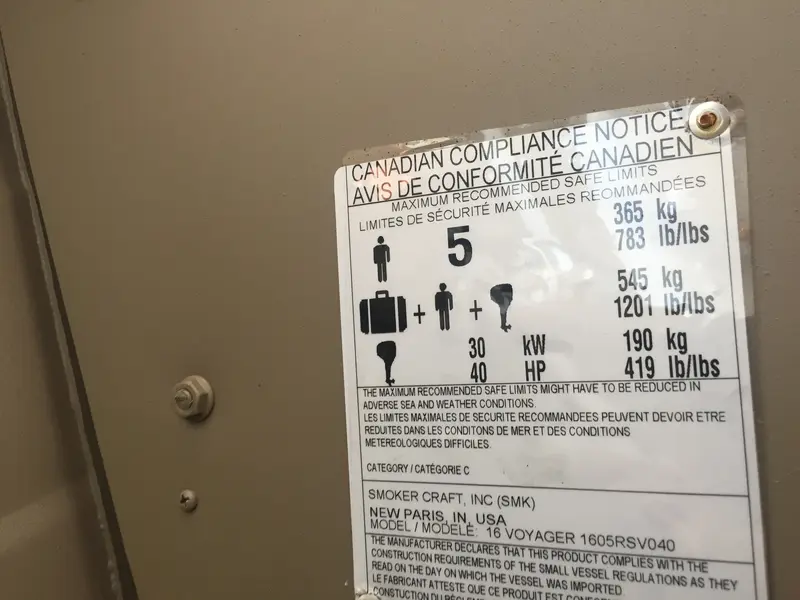 CANADIAN COMPLIANCE NOTICE
AVIS DE CONFORMITÉ CANADIEN
MAXIMUM RECOMMENDED SAFE LIMITS
LIMITES DE SÉCURITÉ MAXIMALES REOMMANDÉES
5 365 kg
783 lb/lbs
+ + 545 kg
1201 lb/lbs
30 kW 190 kg
40 HP 419 lb/lbs
THE MAXIMUM RECOMMENDED SAFE LIMITS MIGHT HAVE TO BE REDUCED IN
ADVERSE SEA AND WEATHER CONDITIONS.
LES LIMITES MAXIMALES DE SECURITE RECOMMANDEES PEUVENT DEVOIR ETRE
REDUITES DANS LES CONDITONS DE MER ET DES CONDITIONS
METEREOLOGIQUES DIFFICILES.
CATEGORY / CATÉGORIE C
SMOKER CRAFT, INC (SMK)
NEW PARIS, IN, USA
MODEL / MODÈLE: 16 VOYAGER 1605RSV040
THE MANUFACTURER DECLARES THAT THIS PRODUCT COMPLIES WITH THE
CONSTRUCTION REQUIREMENTS OF THE SMALL VESSEL REGULATIONS AS THEY
READ ON THE DAY ON WHICH THE VESSEL WAS IMPORTED
LE FABRICANT ATTESTE QUE CE PRODUIT EST